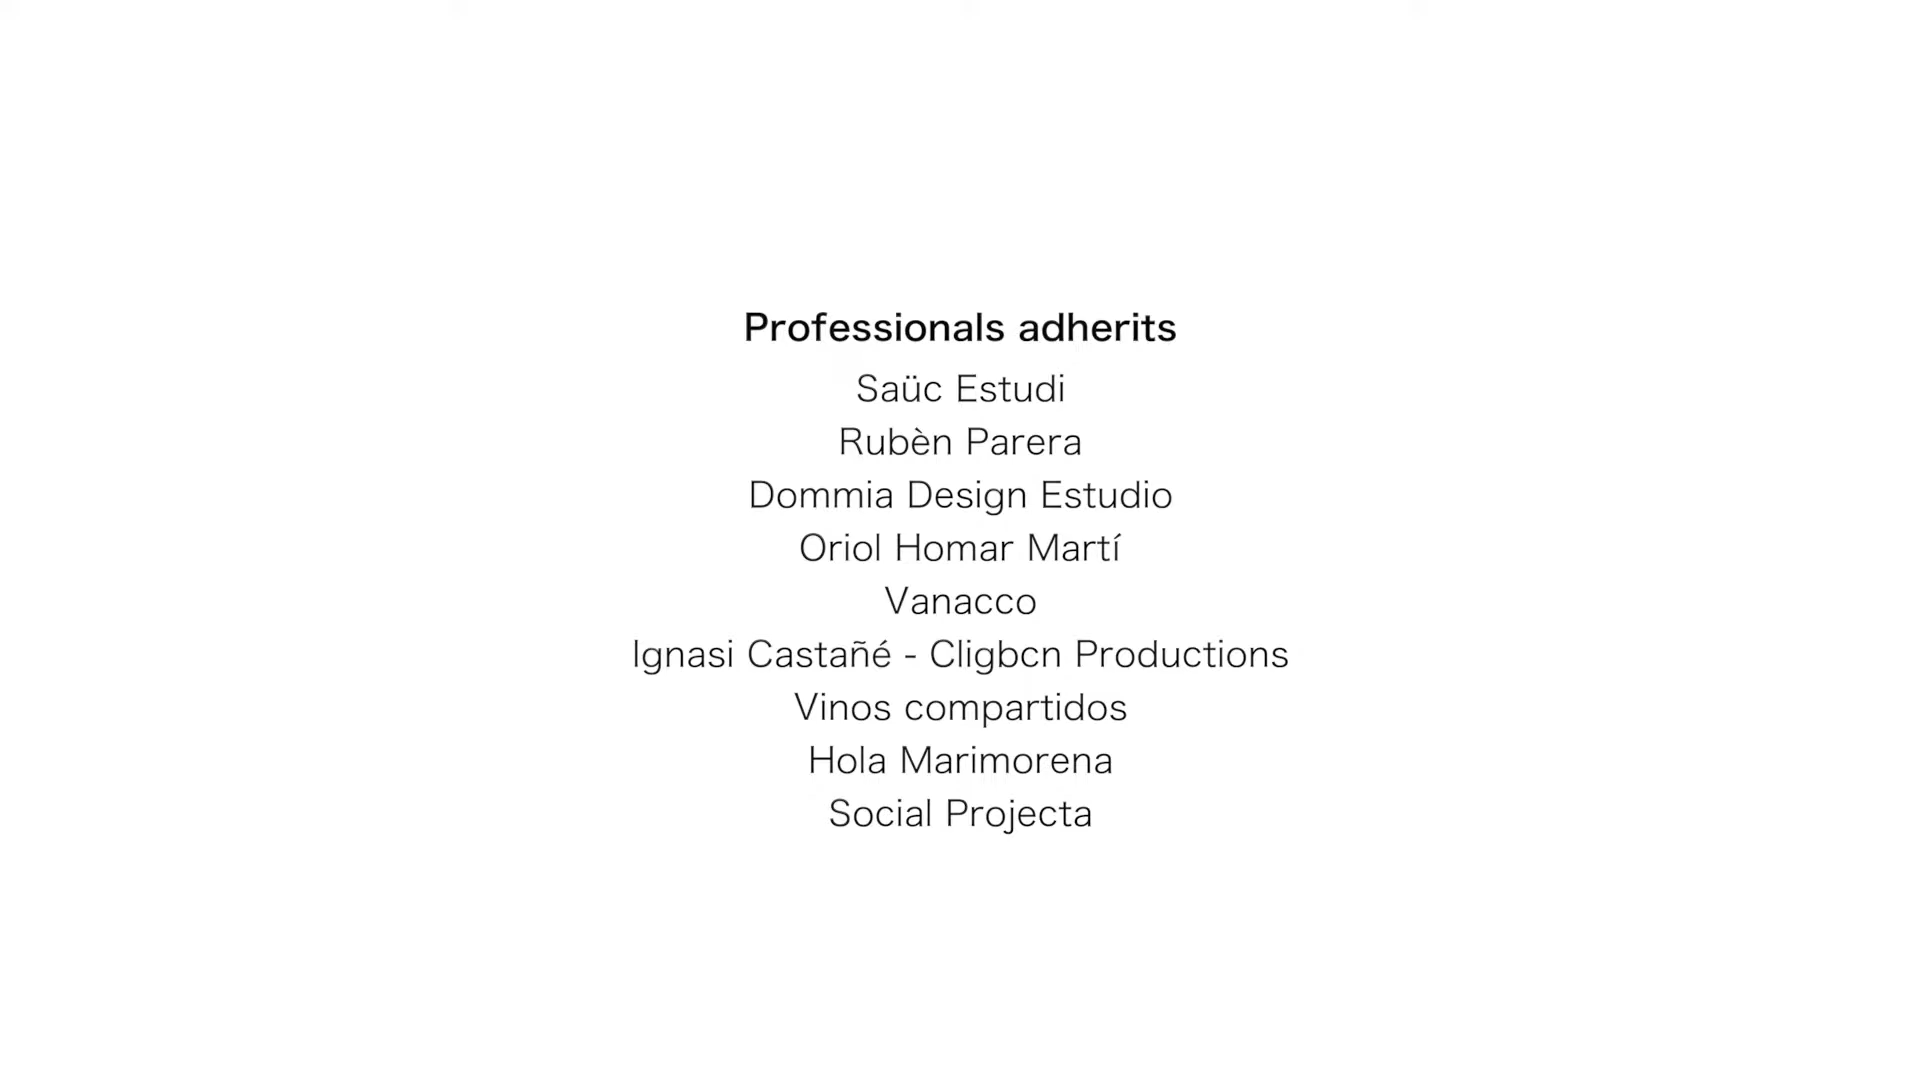 Professionals adherits
Saüc Estudi
Rubèn Parera
Dommia Design Estudio
Oriol Homar Martí
Vanacco
Ignasi Castañé - Cligbcn Productions
Vinos compartidos
Hola Marimorena
Social Projecta